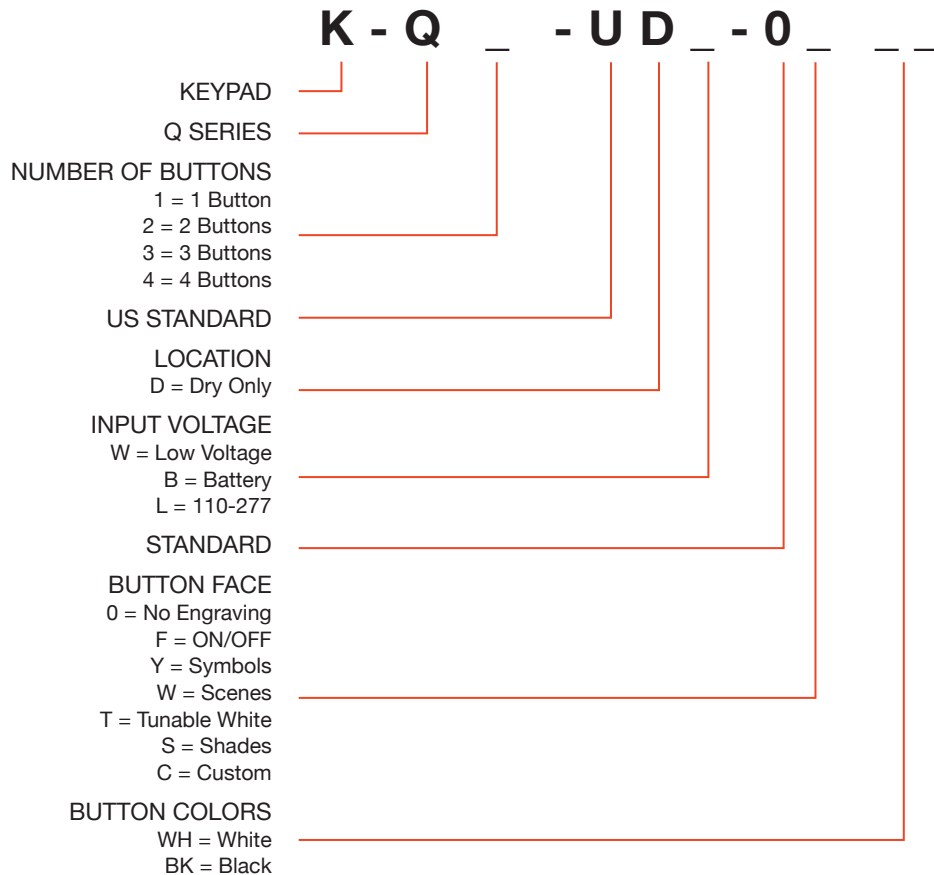 K - Q _ - U D _ - 0 _ _ _
KEYPAD
Q SERIES
NUMBER OF BUTTONS
1 = 1 Button
2 = 2 Buttons
3 = 3 Buttons
4 = 4 Buttons
US STANDARD
LOCATION
D = Dry Only
INPUT VOLTAGE
W = Low Voltage
B = Battery
L = 110-277
STANDARD
BUTTON FACE
0 = No Engraving
F = ON/OFF
Y = Symbols
W = Scenes
T = Tunable White
S = Shades
C = Custom
BUTTON COLORS
WH = White
BK = Black